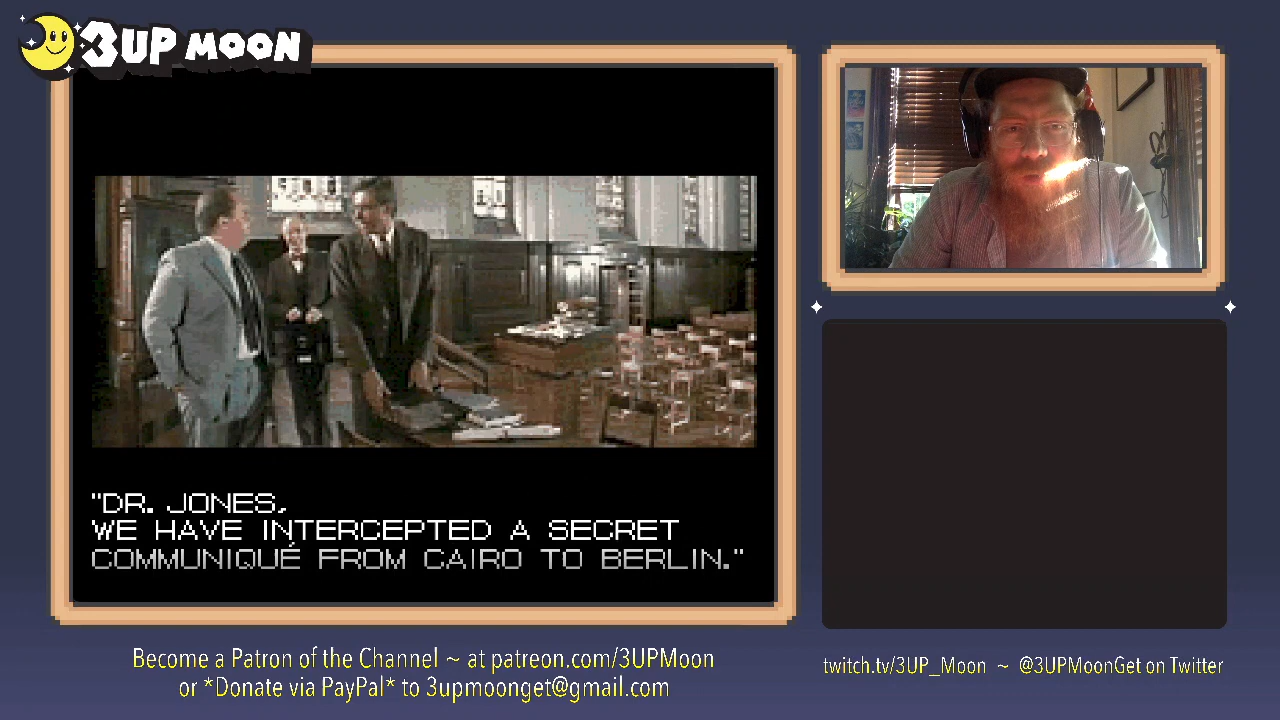 3UP MOON
"DR. JONES,
WE HAVE INTERCEPTED A SECRET
COMMUNIQUÉ FROM CAIRO TO BERLIN."
Become a Patron of the Channel ~ at patreon.com/3UPMoon
or *Donate via PayPal* to 3upmoonget@gmail.com
twitch.tv/3UP_Moon ~ @3UPMoonGet on Twitter